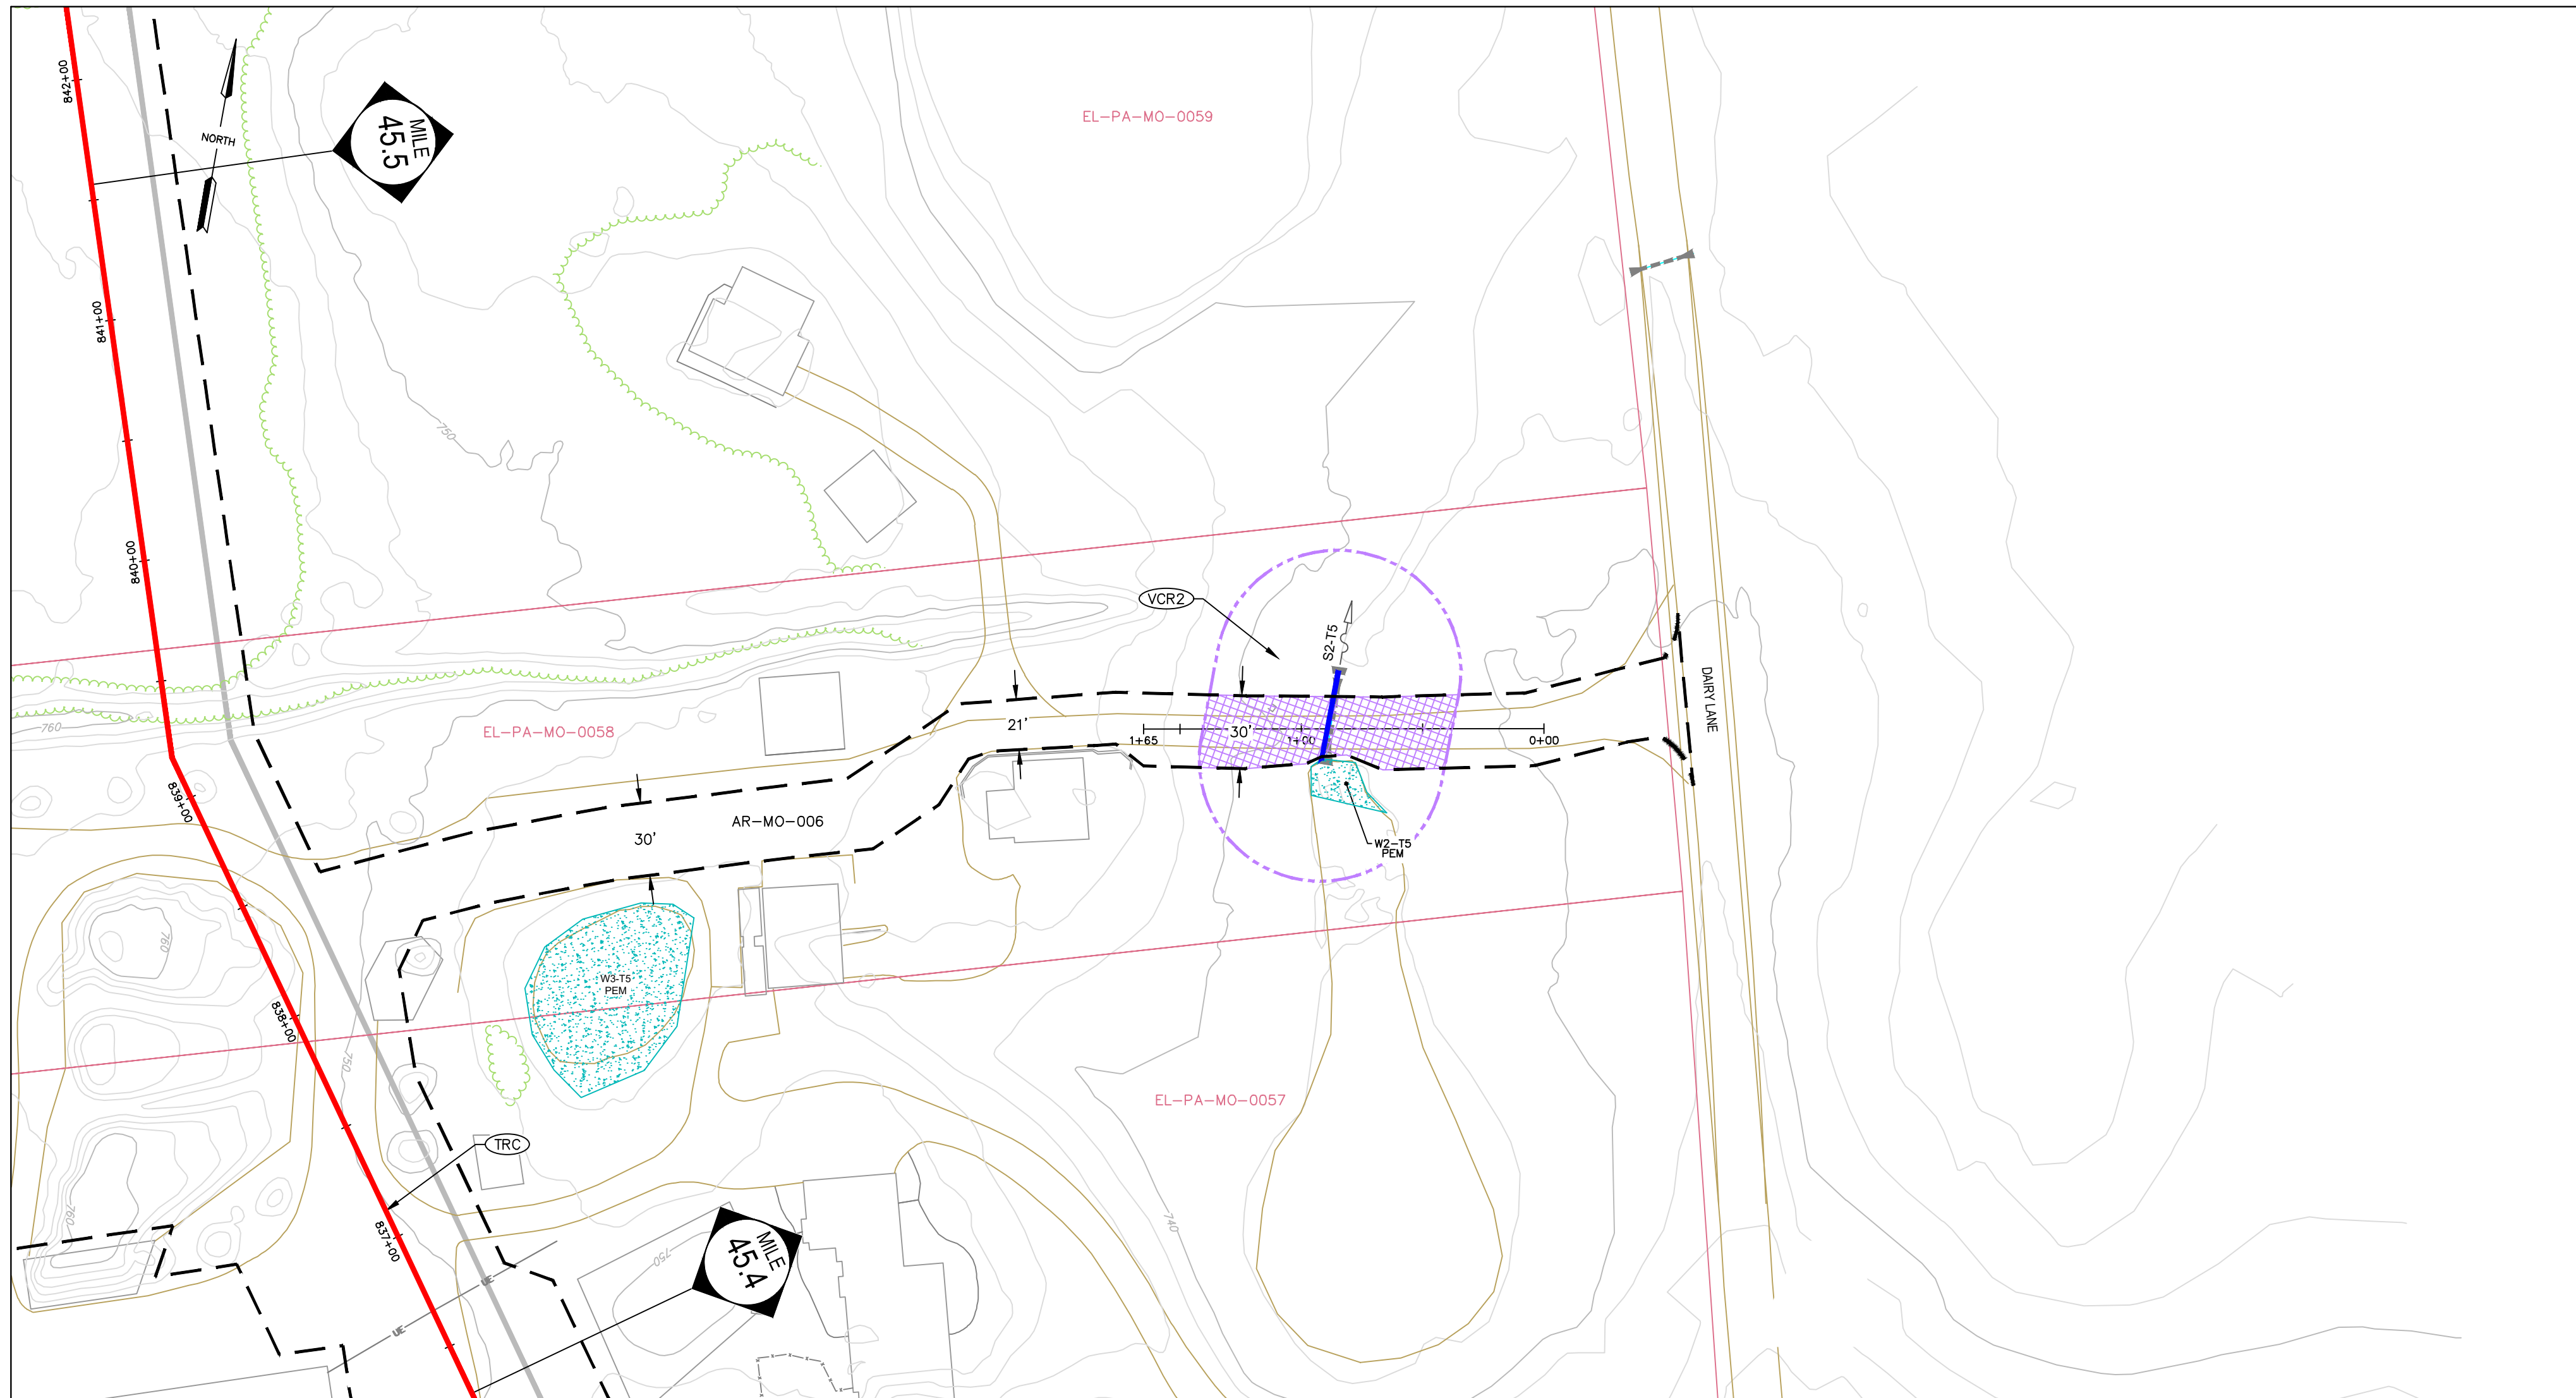 842+00
NORTH
MILE
45.5
EL-PA-MO-0059
841+00
750
840+00
VCR2
S2-T5
760
EL-PA-MO-0058
21'
30'
1+65
1+00
0+00
DAIRY LANE
839+00
AR-MO-006
30'
W2-T5
PEM
760
W3-T5
PEM
838+00
750
EL-PA-MO-0057
TRC
760
740
837+00
750
MILE
45.4
UE
UE